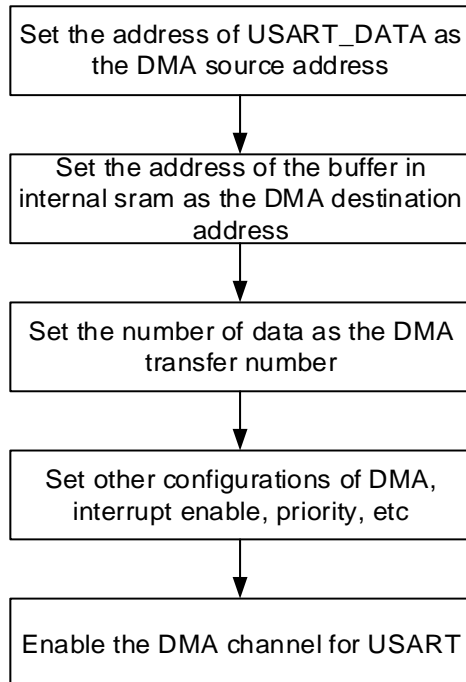 Set the address of USART_DATA as
the DMA source address
Set the address of the buffer in
internal sram as the DMA destination
address
Set the number of data as the DMA
transfer number
Set other configurations of DMA,
interrupt enable, priority, etc
Enable the DMA channel for USART